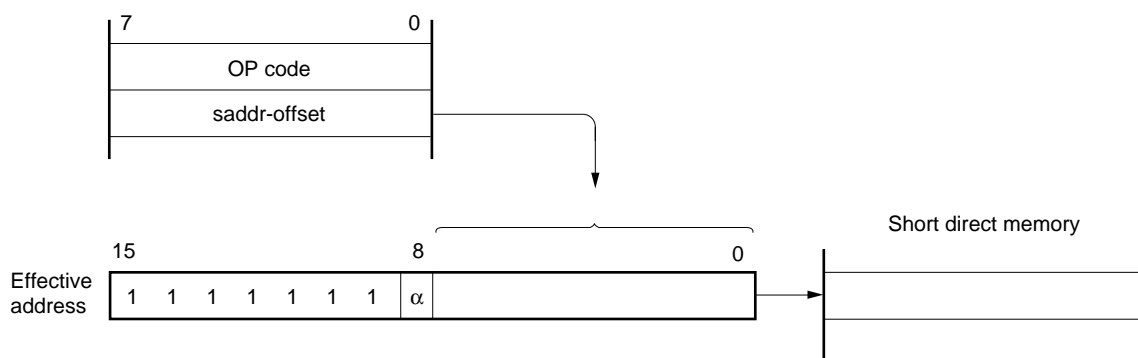 7 0
OP code
saddr-offset
Short direct memory
15 8 0
Effective
address
1 1 1 1 1 1 1 α